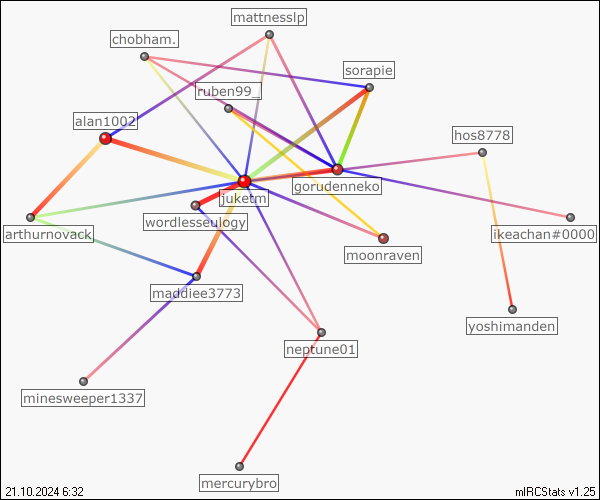 mattnesslp
chobham.
sorapie
ruben99_
alan1002
hos8778
gorudenneko
juketm
wordlesseulogy
arthurnovack
ikeachan#0000
moonraven
maddiee3773
yoshimanden
neptune01
minesweeper1337
mercurybro
21.10.2024 6:32
mIRCStats v1.25